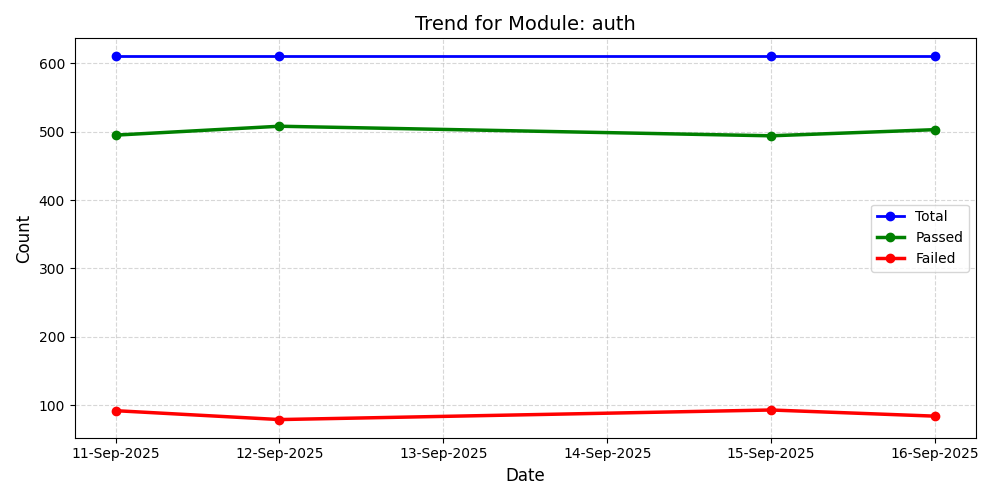 Trend for Module: auth
600
500
400
300
200
100
Count
Total
Passed
Failed
11-Sep-2025 12-Sep-2025 13-Sep-2025 14-Sep-2025 15-Sep-2025 16-Sep-2025
Date